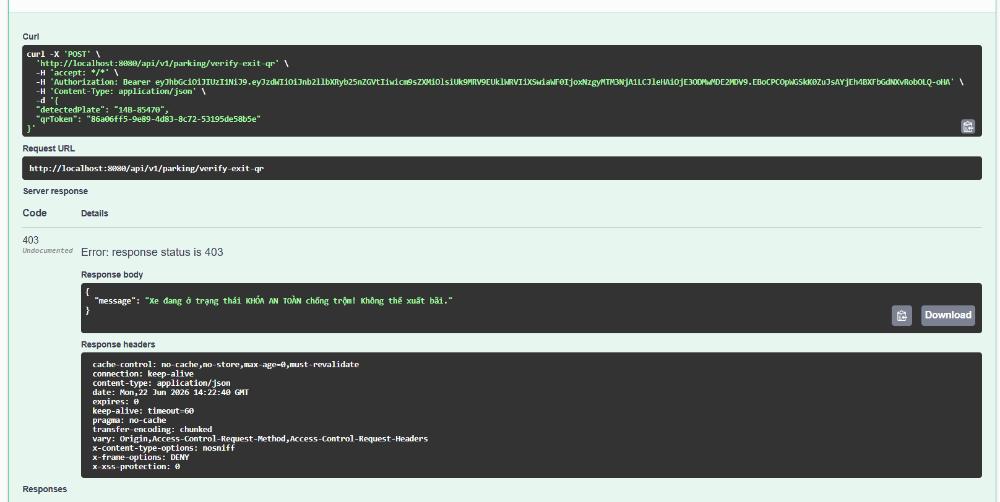 Curl
curl -X 'POST' \
'http://localhost:8080/api/v1/parking/verify-exit-qr' \
-H 'accept: */*' \
-H 'Authorization: Bearer eyJhbGciOiJIUzI1NiJ9.eyJzdWIiOiJnb2llbXRyb25nZGVtIiwicm9sZXMiOlsiUk9MRV9EUklWRVIiXSwiaWF0IjoxNzgyMTM3NjA1LCJleHAiOjE3ODMwMDE2MDV9.EBoCPCOpWGSkK0ZuJsAYjEh4BXFbGdNXvRobOLQ-oHA' \
-H 'Content-Type: application/json' \
-d '{
"detectedPlate": "14B-85470",
"qrToken": "86a06ff5-9e89-4d83-8c72-53195de58b5e"
}'
Request URL
http://localhost:8080/api/v1/parking/verify-exit-qr
Server response
Code Details
403
Undocumented
Error: response status is 403
Response body
{
"message": "Xe đang ở trạng thái KHÓA AN TOÀN chống trộm! Không thể xuất bãi."
}
Download
Response headers
cache-control: no-cache,no-store,max-age=0,must-revalidate
connection: keep-alive
content-type: application/json
date: Mon,22 Jun 2026 14:22:40 GMT
expires: 0
keep-alive: timeout=60
pragma: no-cache
transfer-encoding: chunked
vary: Origin,Access-Control-Request-Method,Access-Control-Request-Headers
x-content-type-options: nosniff
x-frame-options: DENY
x-xss-protection: 0
Responses